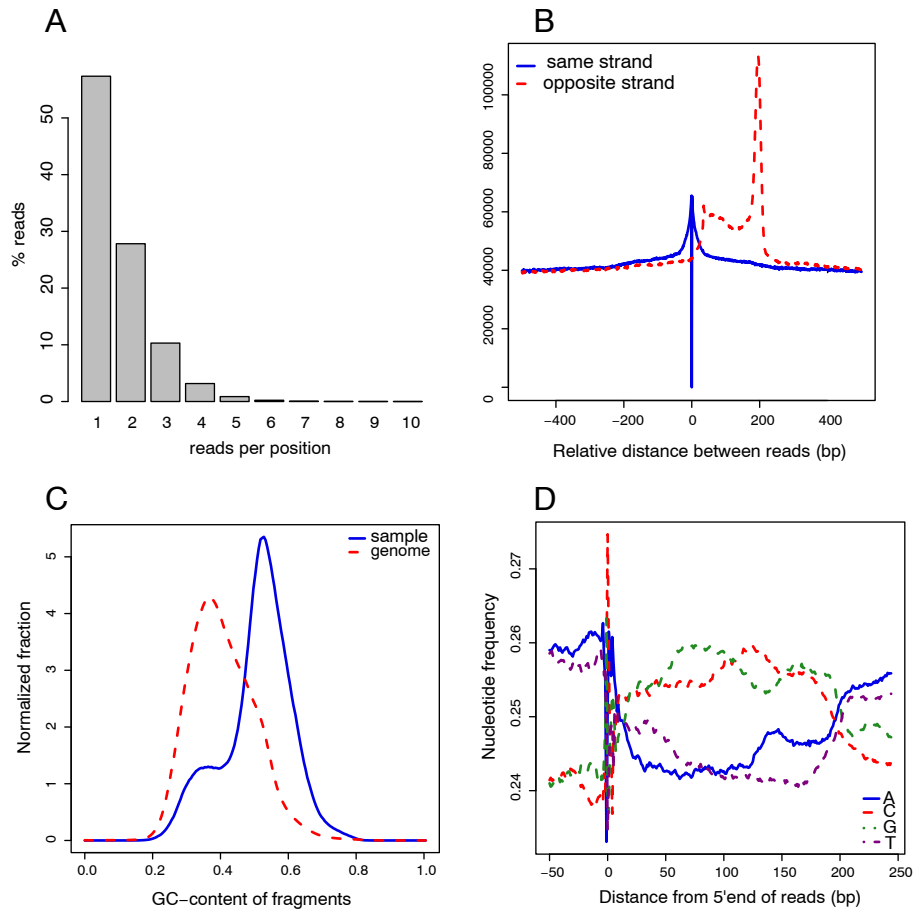 A
% reads
0
10
20
30
40
50
1 2 3 4 5 6 7 8 9 10
reads per position
B
same strand
opposite strand
0
20000
40000
60000
80000
100000
−400 −200 0 200 400
Relative distance between reads (bp)
C
sample
genome
Normalized fraction
0
1
2
3
4
5
0.0 0.2 0.4 0.6 0.8 1.0
GC−content of fragments
D
Nucleotide frequency
0.24
0.25
0.26
0.27
A
C
G
T
−50 0 50 100 150 200 250
Distance from 5'end of reads (bp)